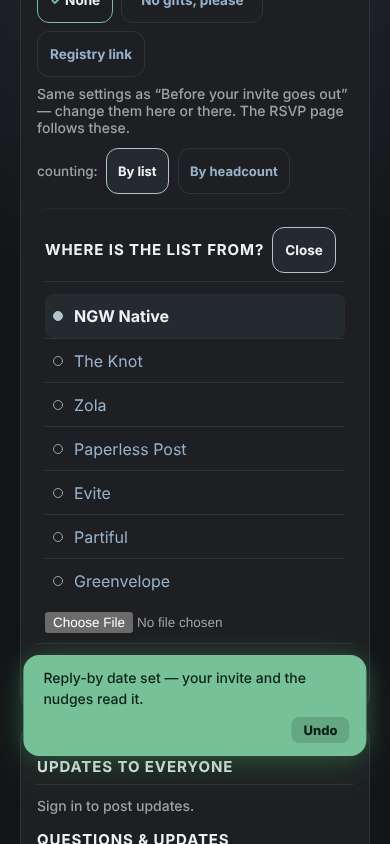 ✓ None
No gifts, please
Registry link
Same settings as “Before your invite goes out”
— change them here or there. The RSVP page
follows these.
counting:
By list
By headcount
WHERE IS THE LIST FROM?
Close
NGW Native
The Knot
Zola
Paperless Post
Evite
Partiful
Greenvelope
Choose File No file chosen
Reply-by date set — your invite and the
nudges read it.
Undo
UPDATES TO EVERYONE
Sign in to post updates.
QUESTIONS & UPDATES